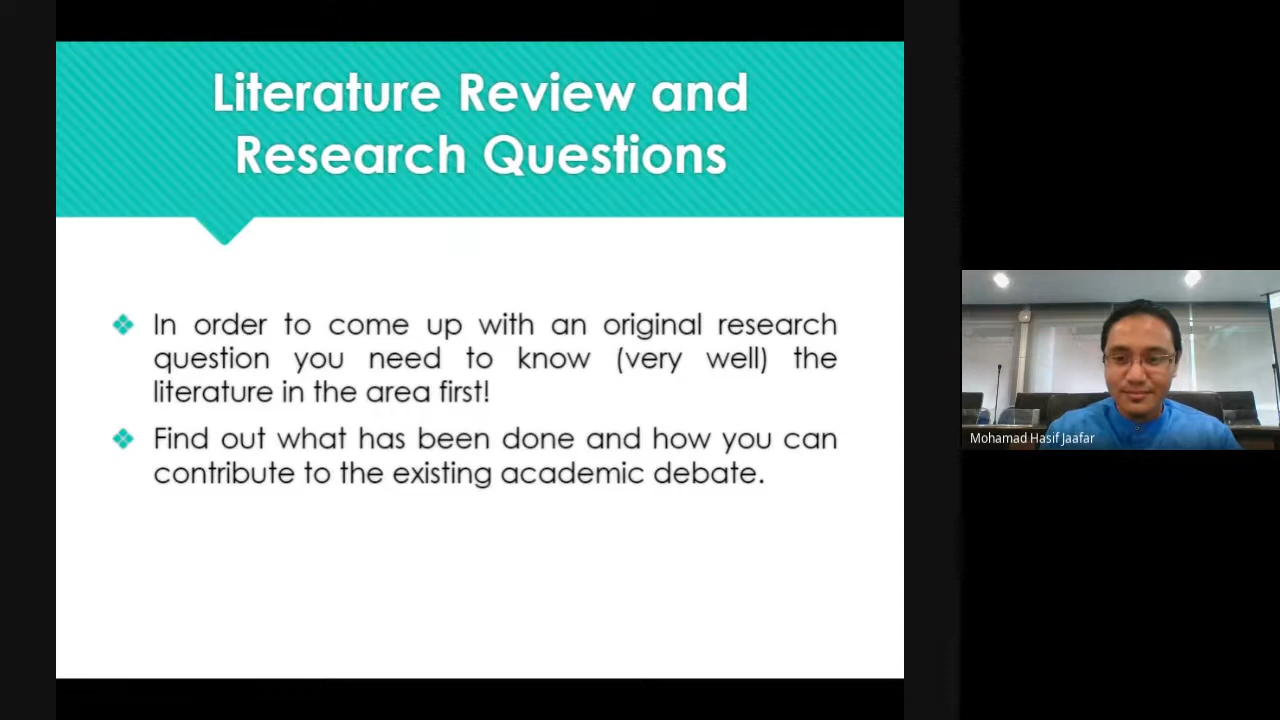 Literature Review and
Research Questions
In order to come up with an original research
question you need to know (very well) the
literature in the area first!
Find out what has been done and how you can
contribute to the existing academic debate.
Mohamad Hasif Jaafar